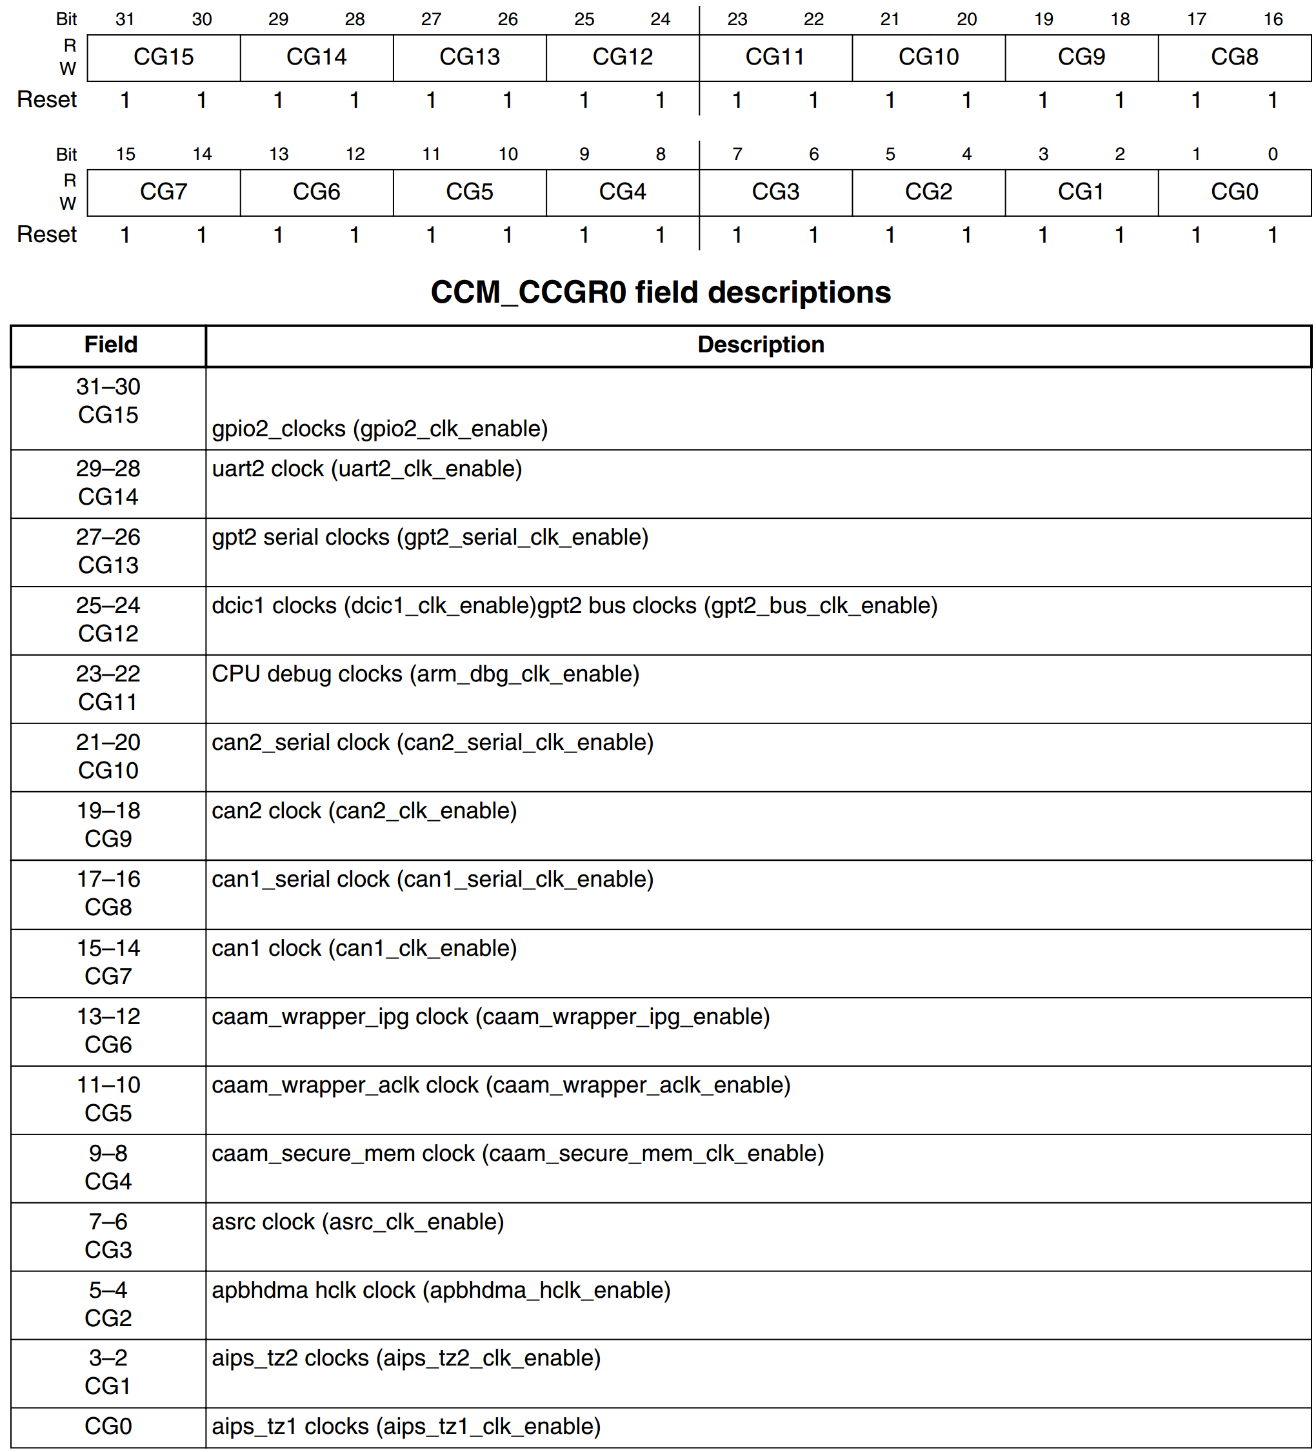 Bit 31 30 29 28 27 26 25 24 23 22 21 20 19 18 17 16
R
W
CG15 CG14 CG13 CG12 CG11 CG10 CG9 CG8
Reset 1 1 1 1 1 1 1 1 1 1 1 1 1 1 1 1
Bit 15 14 13 12 11 10 9 8 7 6 5 4 3 2 1 0
R
W
CG7 CG6 CG5 CG4 CG3 CG2 CG1 CG0
Reset 1 1 1 1 1 1 1 1 1 1 1 1 1 1 1 1
CCM_CCGR0 field descriptions
Field Description
31–30
CG15
gpio2_clocks (gpio2_clk_enable)
29–28
CG14
uart2 clock (uart2_clk_enable)
27–26
CG13
gpt2 serial clocks (gpt2_serial_clk_enable)
25–24
CG12
dcic1 clocks (dcic1_clk_enable)gpt2 bus clocks (gpt2_bus_clk_enable)
23–22
CG11
CPU debug clocks (arm_dbg_clk_enable)
21–20
CG10
can2_serial clock (can2_serial_clk_enable)
19–18
CG9
can2 clock (can2_clk_enable)
17–16
CG8
can1_serial clock (can1_serial_clk_enable)
15–14
CG7
can1 clock (can1_clk_enable)
13–12
CG6
caam_wrapper_ipg clock (caam_wrapper_ipg_enable)
11–10
CG5
caam_wrapper_aclk clock (caam_wrapper_aclk_enable)
9–8
CG4
caam_secure_mem clock (caam_secure_mem_clk_enable)
7–6
CG3
asrc clock (asrc_clk_enable)
5–4
CG2
apbhdma hclk clock (apbhdma_hclk_enable)
3–2
CG1
aips_tz2 clocks (aips_tz2_clk_enable)
CG0
aips_tz1 clocks (aips_tz1_clk_enable)